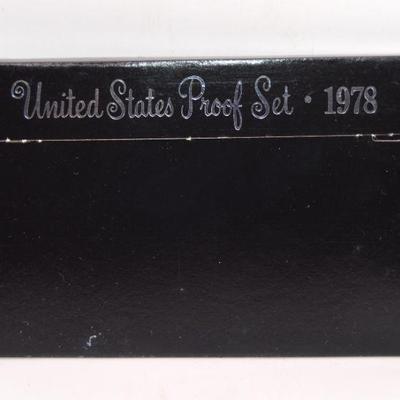 United States Proof Set · 1978